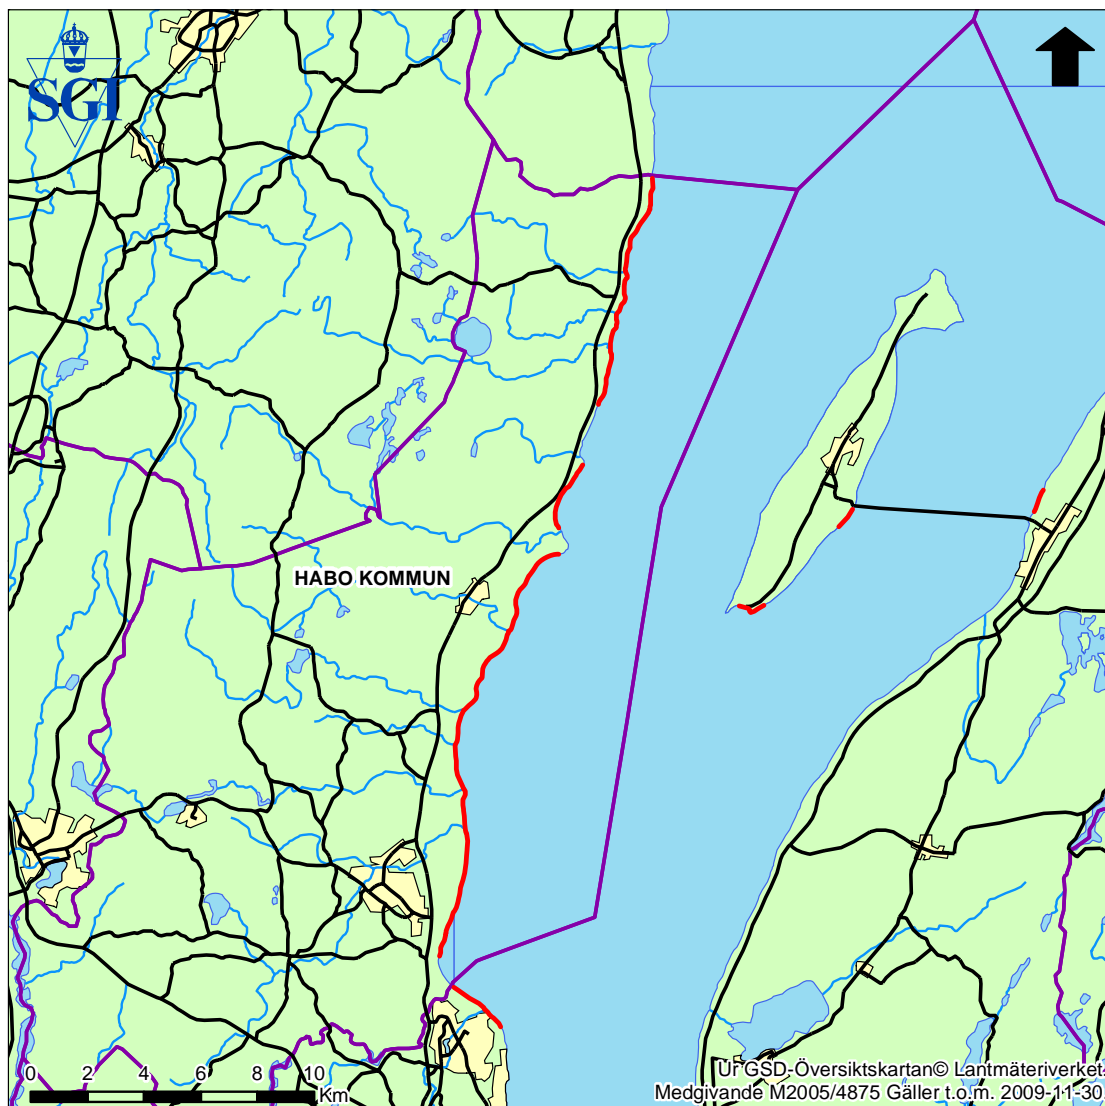 SGI
HABO KOMMUN
0 2 4 6 8 10
Km
Ur GSD-Översiktskartan© Lantmäteriverket.
Medgivande M2005/4875 Gäller t.o.m. 2009-11-30